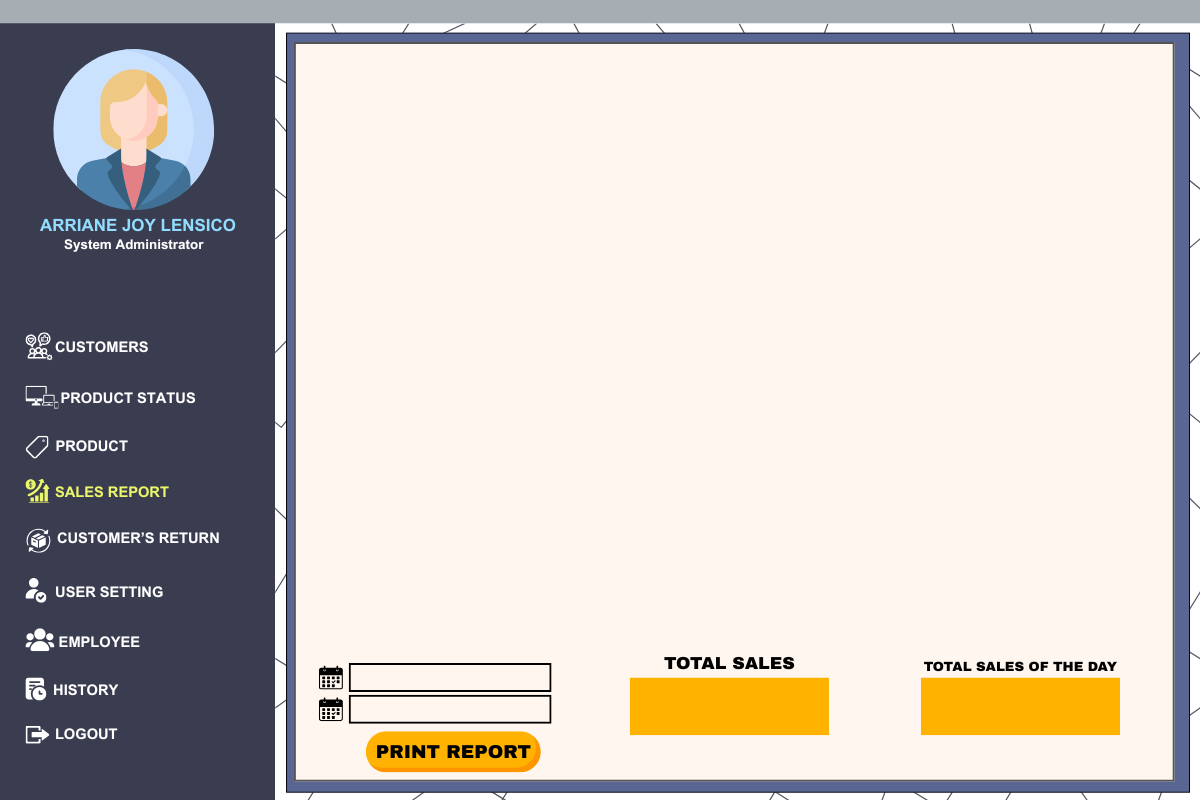 ARRIANE JOY LENSICO
System Administrator
CUSTOMERS
PRODUCT STATUS
PRODUCT
SALES REPORT
CUSTOMER’S RETURN
USER SETTING
EMPLOYEE
HISTORY
LOGOUT
PRINT REPORT
TOTAL SALES
TOTAL SALES OF THE DAY